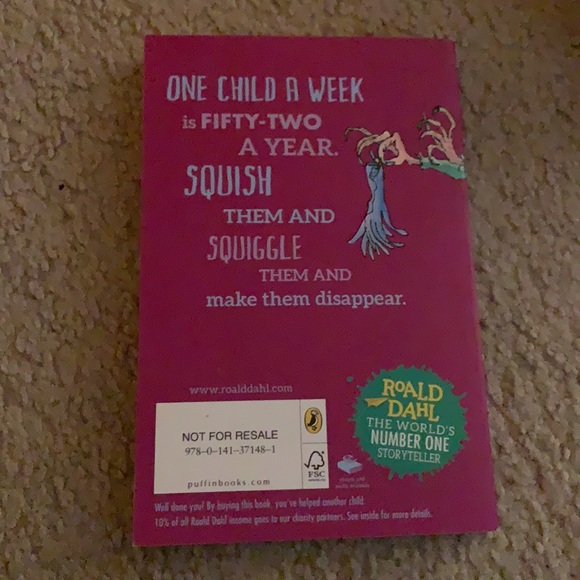 ONE CHILD A WEEK
is FIFTY-TWO
A YEAR.
SQUISH
THEM AND
SQUIGGLE
THEM AND
make them disappear.
www.roalddahl.com
NOT FOR RESALE
978-0-141-37148-1
puffinbooks.com
FSC
ROALD
DAHL
THE WORLD'S
NUMBER ONE
STORYTELLER
Well done you! By buying this book, you've helped another child.
10% of all Roald Dahl income goes to our charity partners. See inside for more details.